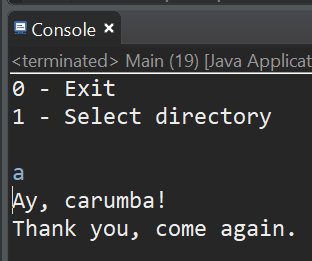 Console
<terminated> Main (19) [Java Applicat
0 - Exit
1 - Select directory
a
Ay, carumba!
Thank you, come again.